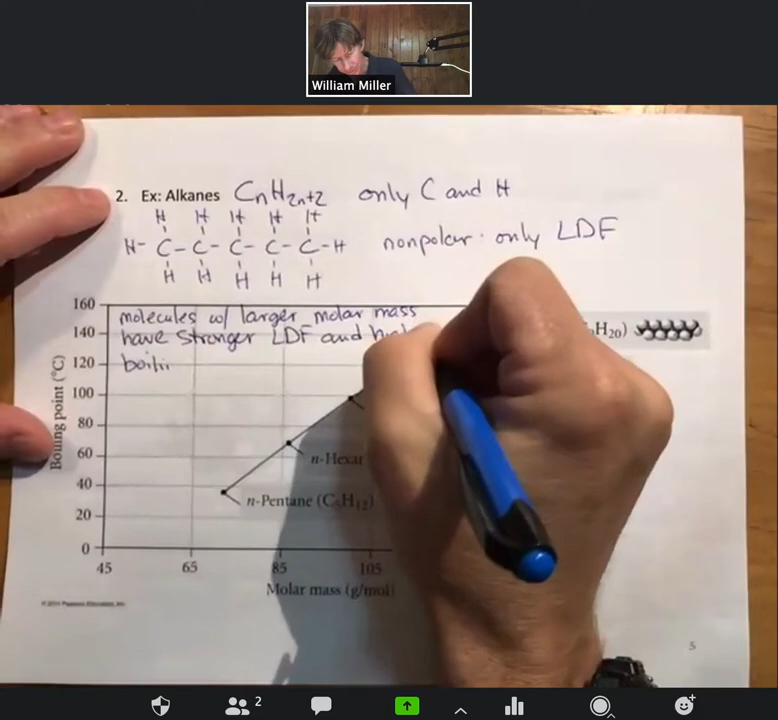 William Miller
2. Ex: Alkanes CnH2n+2 only C and H
H H H H H
H- C- C- C- C- C-H nonpolar · only LDF
H H H H H
160
molecules w/ larger molar mass
140 have stronger LDF and H20)
120 boili
100
80
60 n-Hexa
40 n-Pentane (C5H12)
20
0
45 65 85 105
Boiling point (°C)
Molar mass (g/mol)
5
2